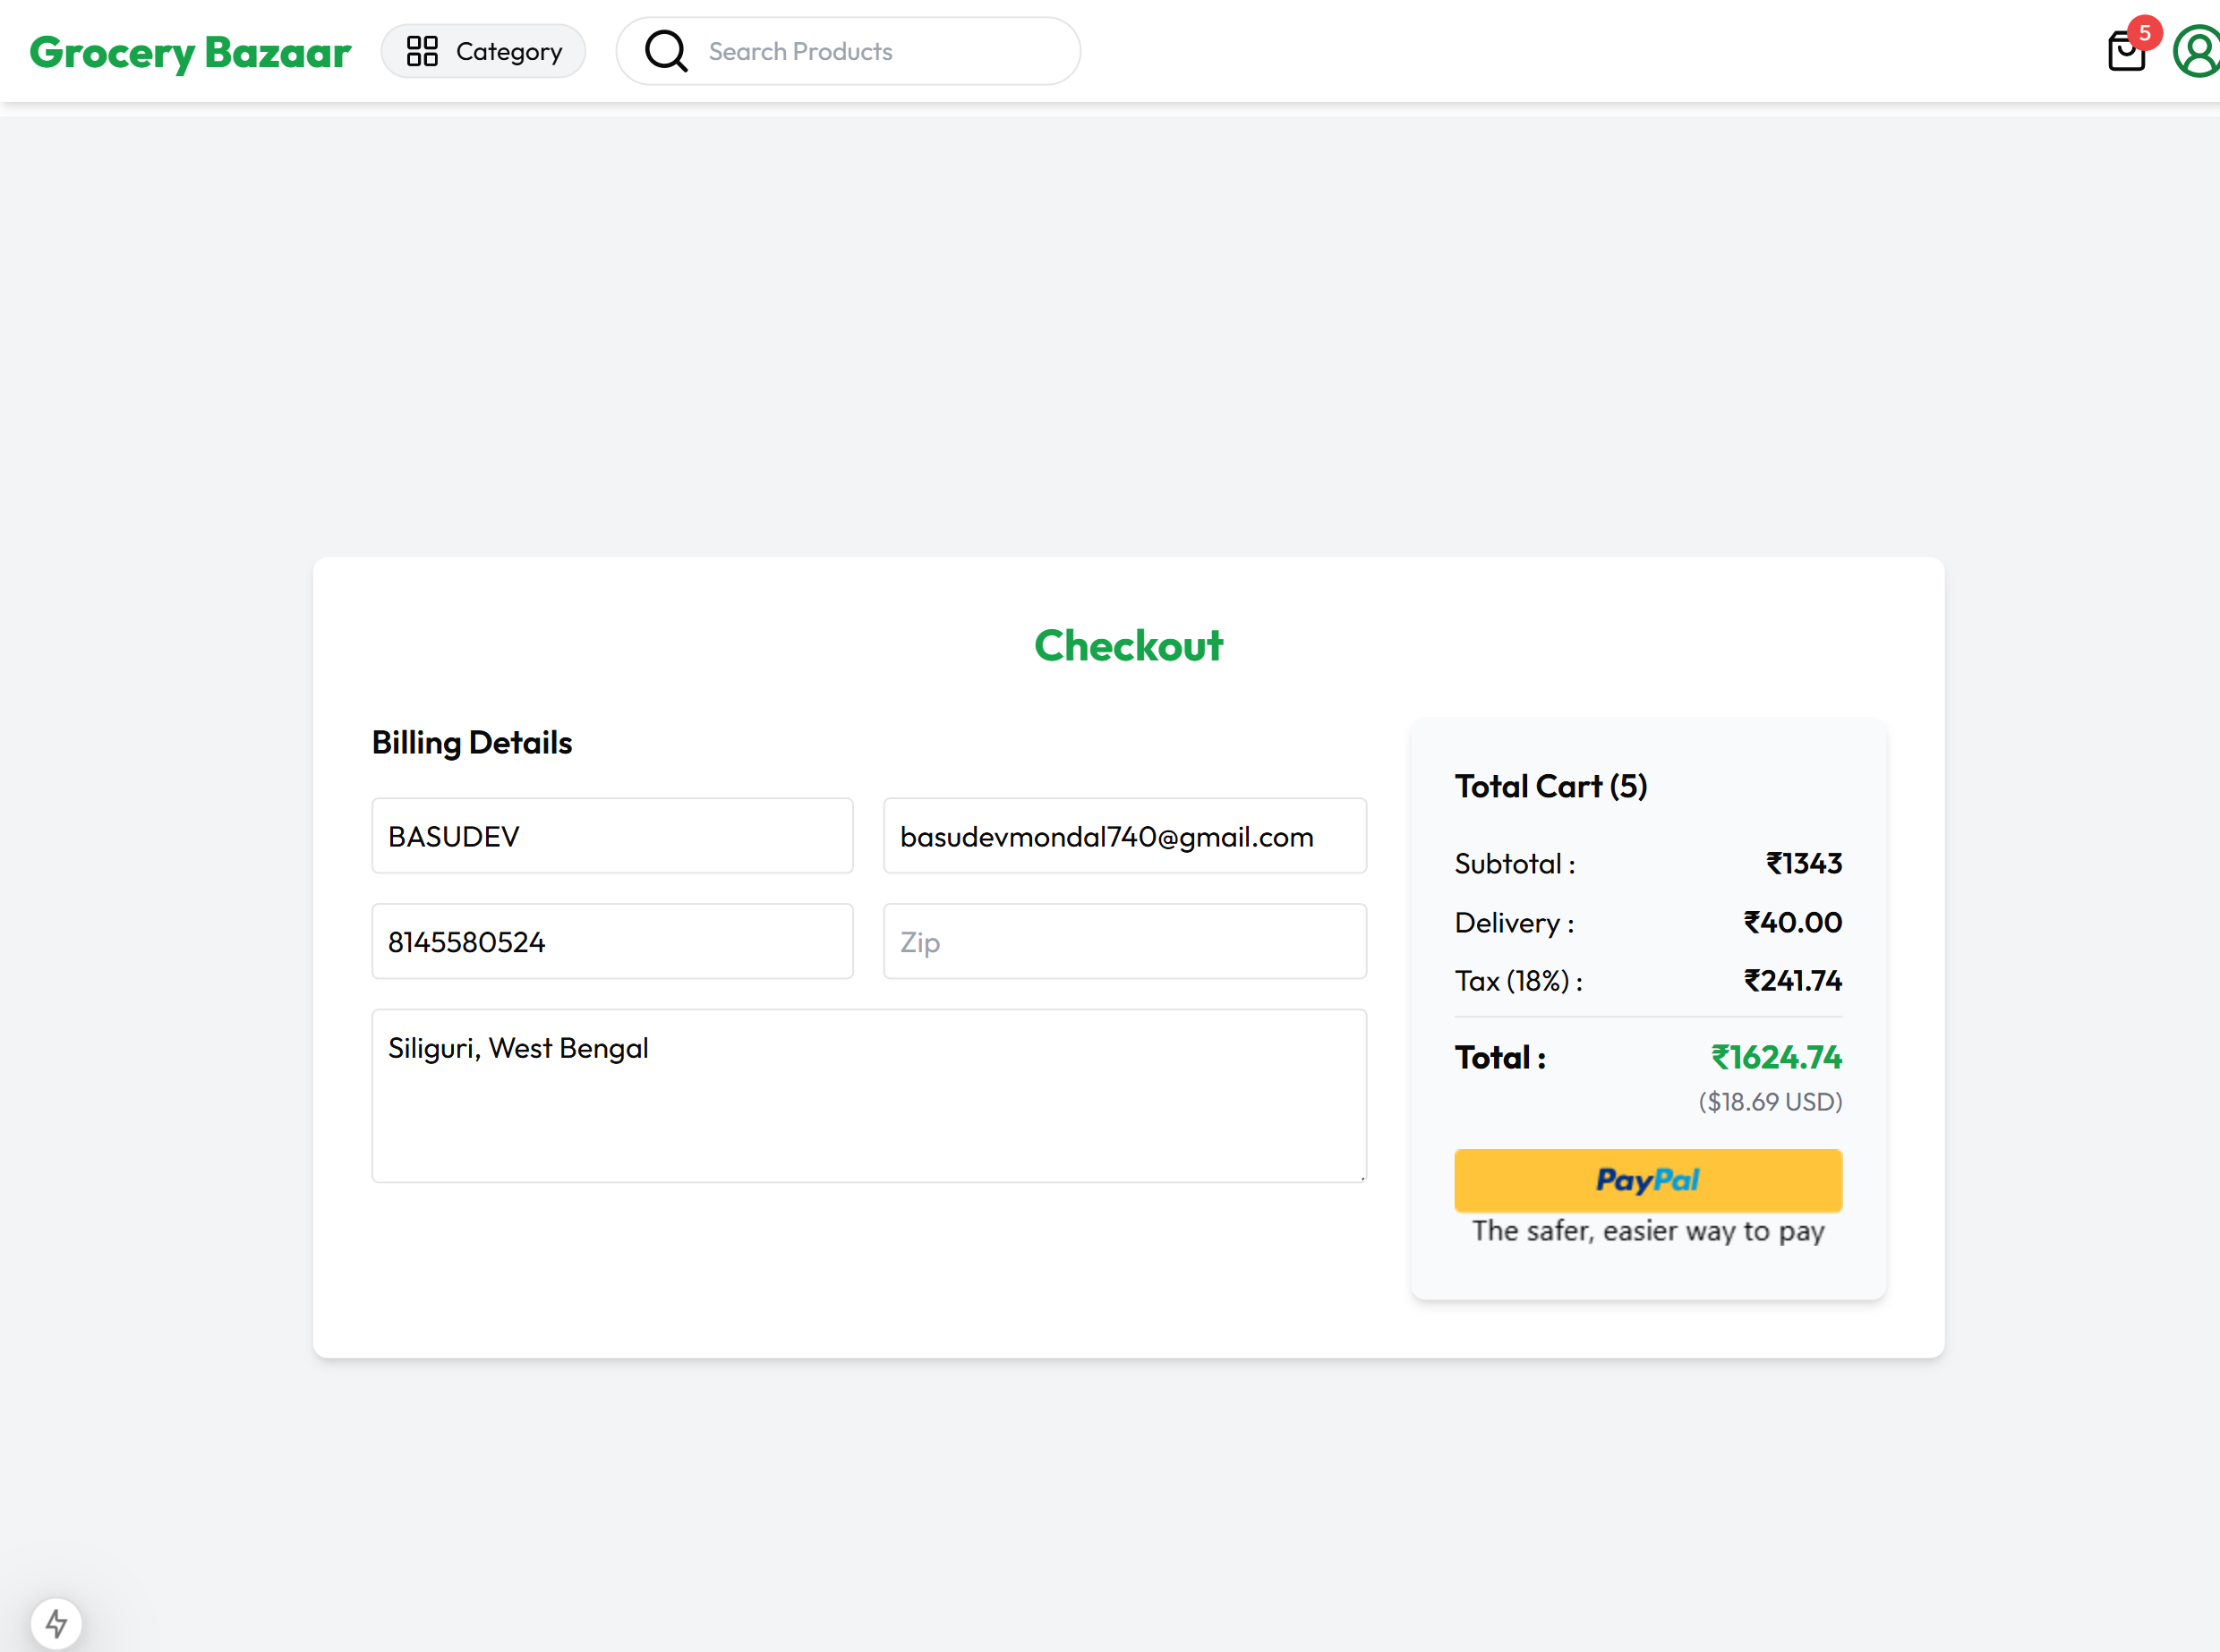 Grocery Bazaar
Category
Search Products
5
Checkout
Billing Details
BASUDEV
basudevmondal740@gmail.com
8145580524
Zip
Siliguri, West Bengal
Total Cart (5)
Subtotal : ₹1343
Delivery : ₹40.00
Tax (18%) : ₹241.74
Total : ₹1624.74
($18.69 USD)
PayPal
The safer, easier way to pay